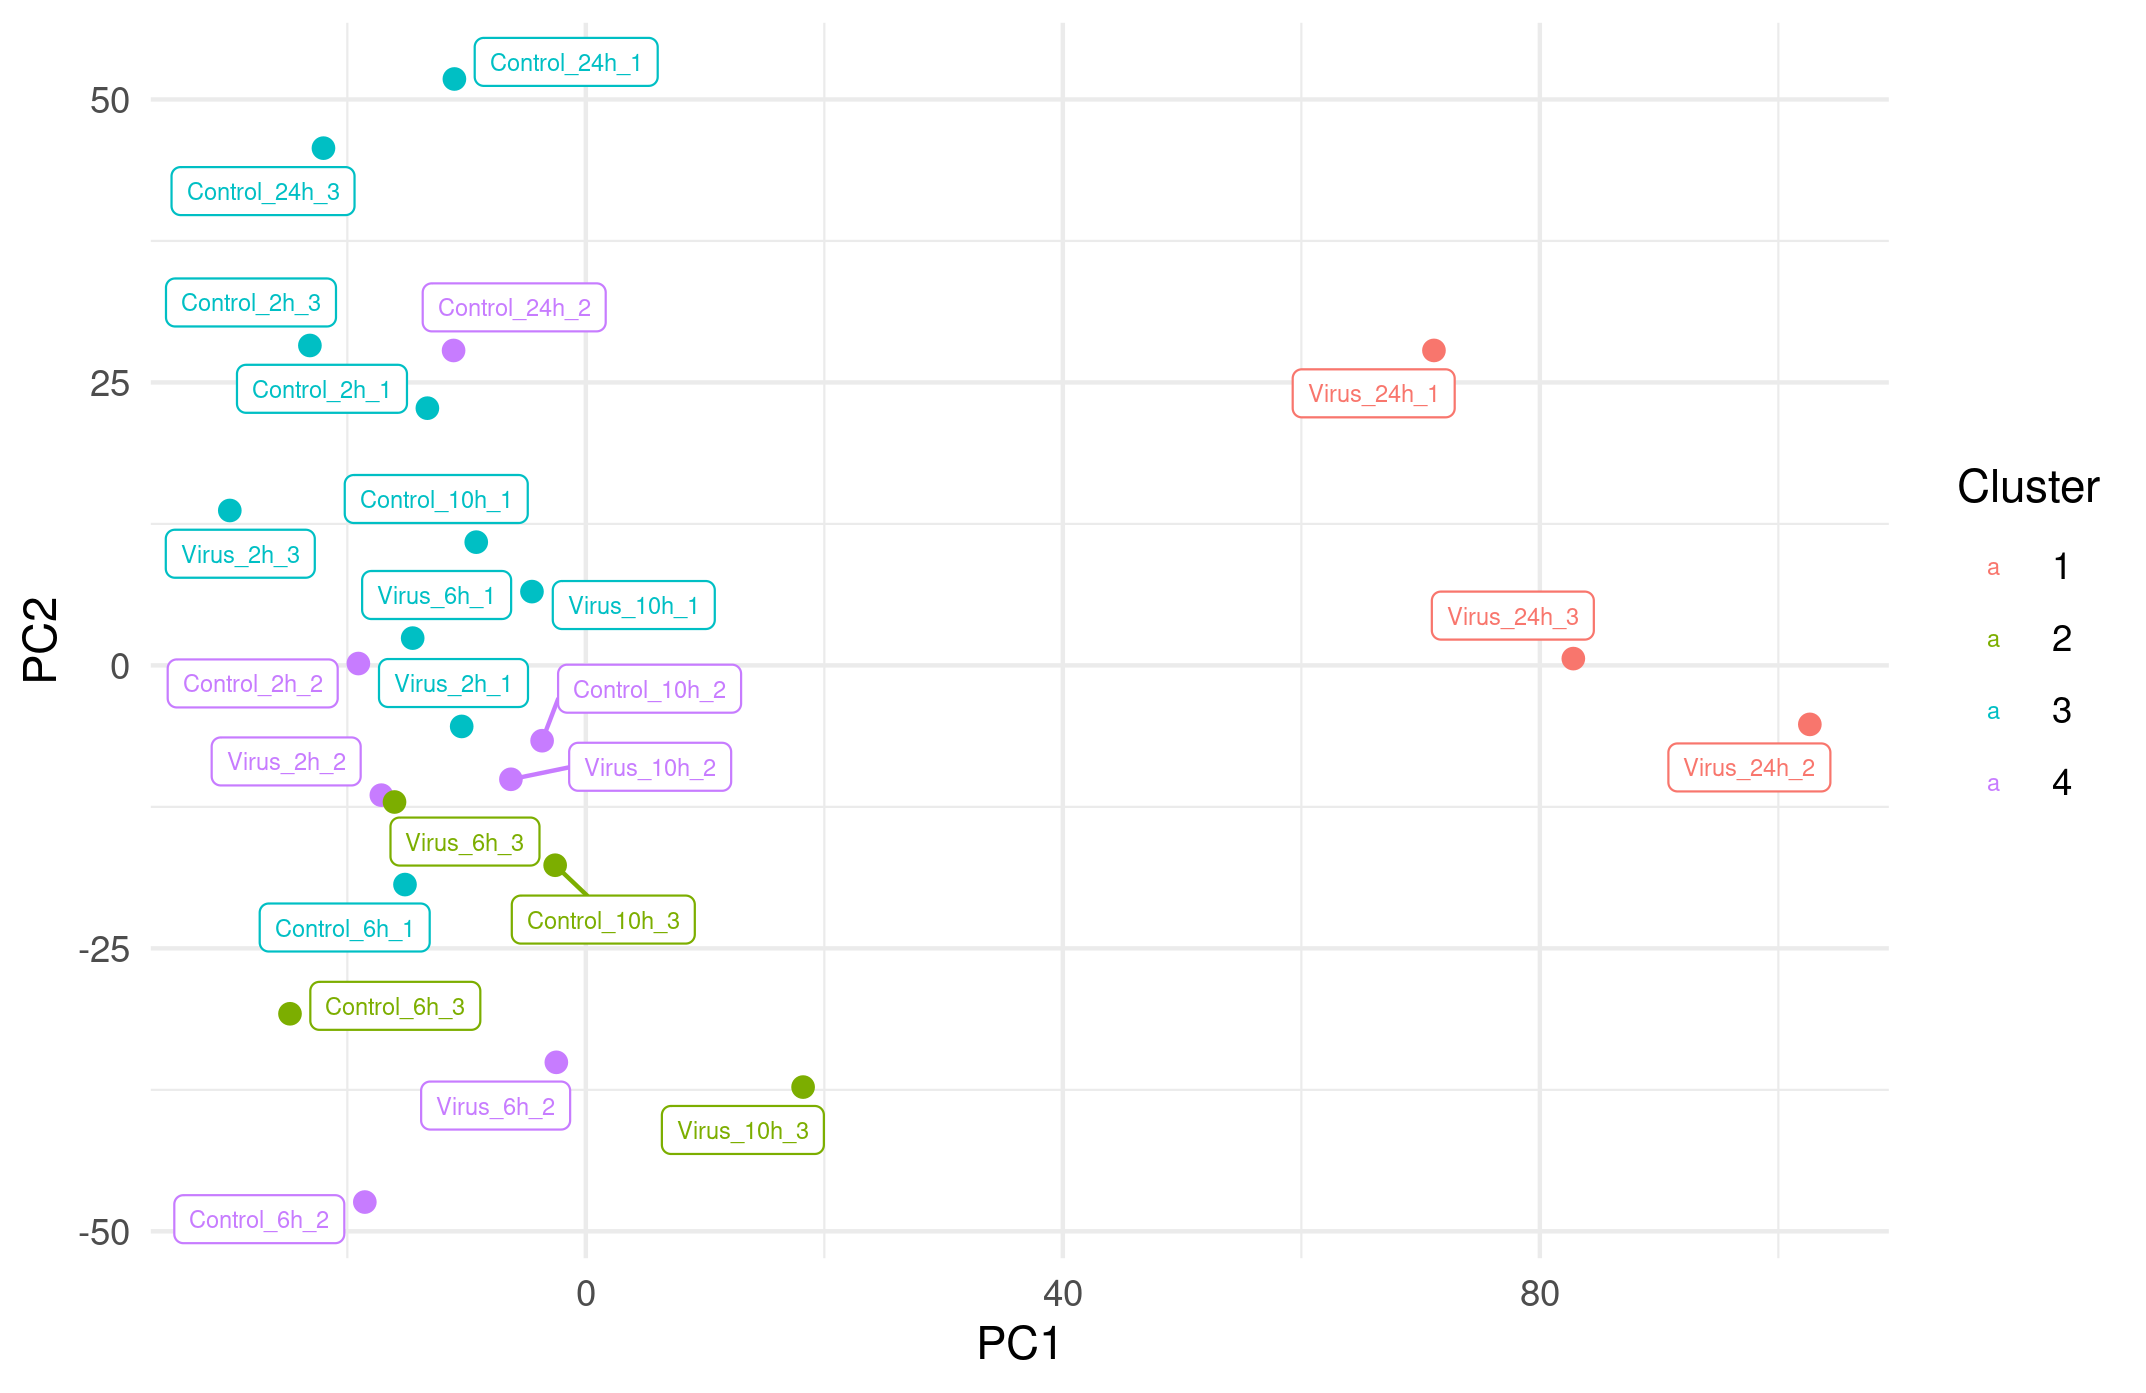 Control_24h_1
50
Control_24h_3
Control_2h_3
Control_24h_2
25
Control_2h_1
Virus_24h_1
Cluster
Control_10h_1
Virus_2h_3
a 1
Virus_6h_1
Virus_10h_1
Virus_24h_3
a 2
PC2
0
Control_2h_2
Virus_2h_1
Control_10h_2
a 3
Virus_2h_2
Virus_10h_2
Virus_24h_2
a 4
Virus_6h_3
Control_10h_3
Control_6h_1
-25
Control_6h_3
Virus_6h_2
Virus_10h_3
Control_6h_2
-50
0 40 80
PC1